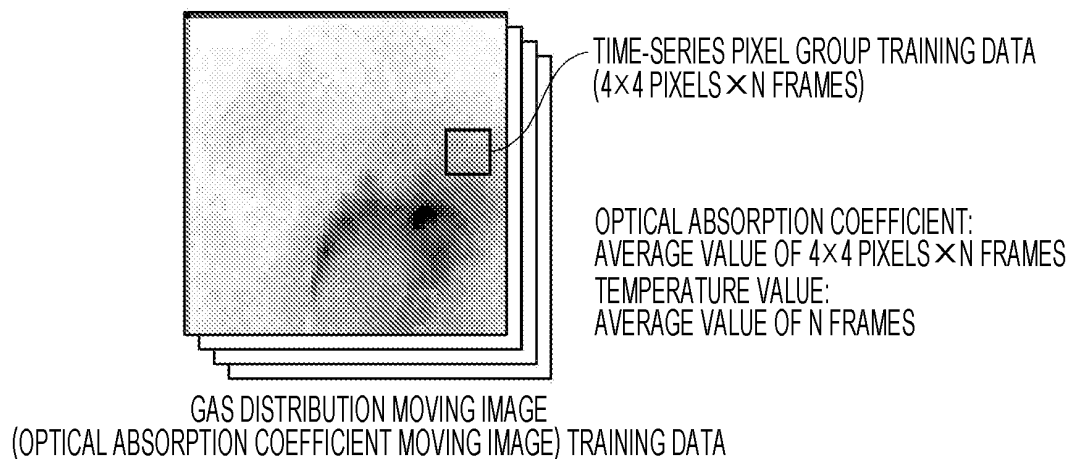 TIME-SERIES PIXEL GROUP TRAINING DATA
(4×4 PIXELS×N FRAMES)
OPTICAL ABSORPTION COEFFICIENT:
AVERAGE VALUE OF 4×4 PIXELS×N FRAMES
TEMPERATURE VALUE:
AVERAGE VALUE OF N FRAMES
GAS DISTRIBUTION MOVING IMAGE
(OPTICAL ABSORPTION COEFFICIENT MOVING IMAGE) TRAINING DATA